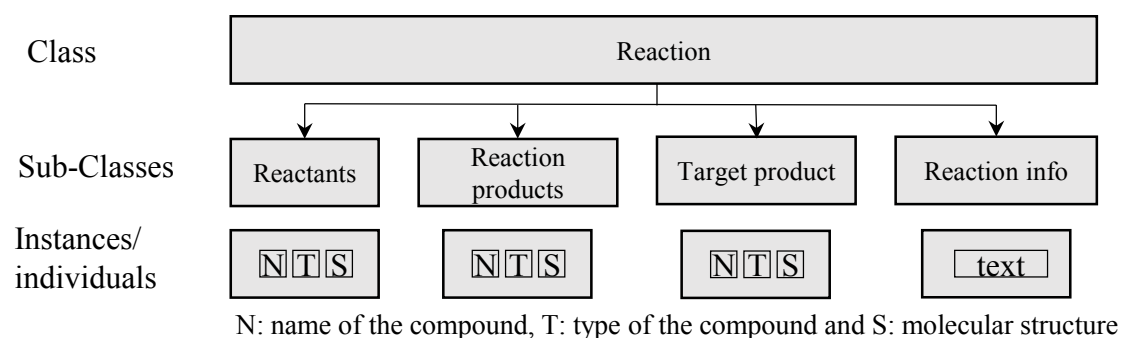 Class
Reaction
Sub-Classes
Reactants
Reaction
products
Target product
Reaction info
Instances/
individuals
N T S
N T S
N T S
text
N: name of the compound, T: type of the compound and S: molecular structure